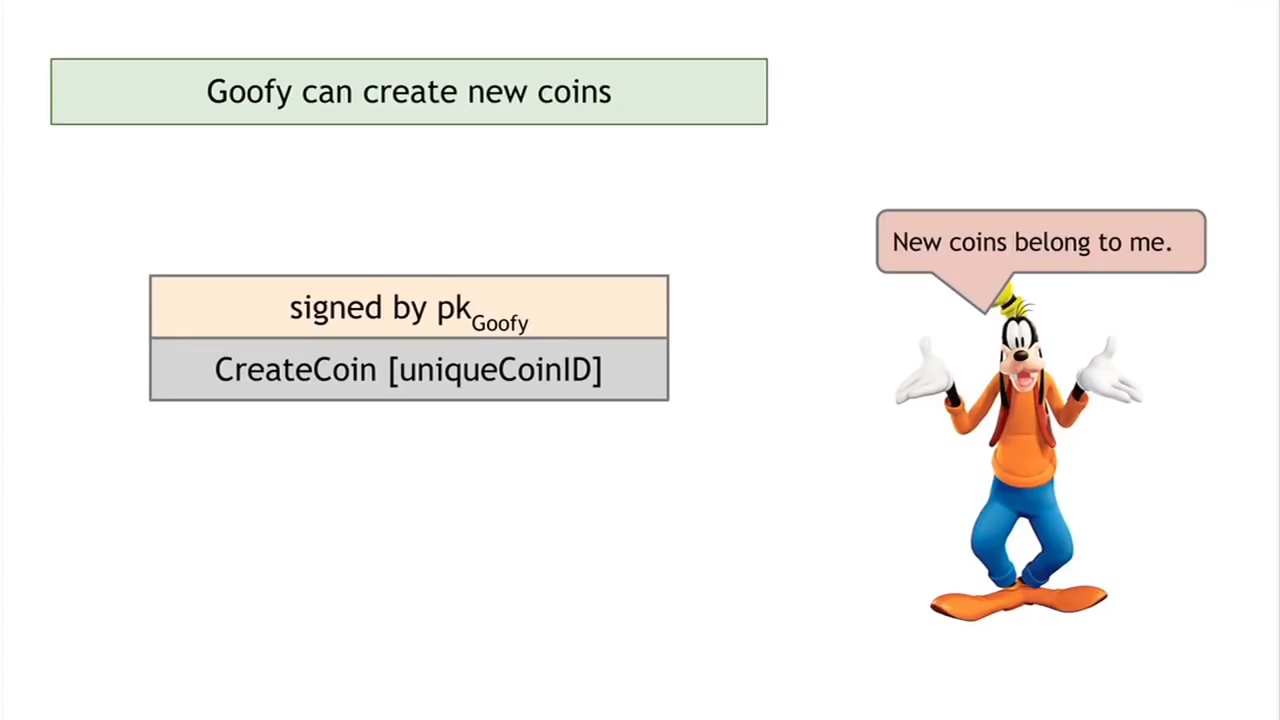 Goofy can create new coins
New coins belong to me.
signed by pkGoofy
CreateCoin [uniqueCoinID]